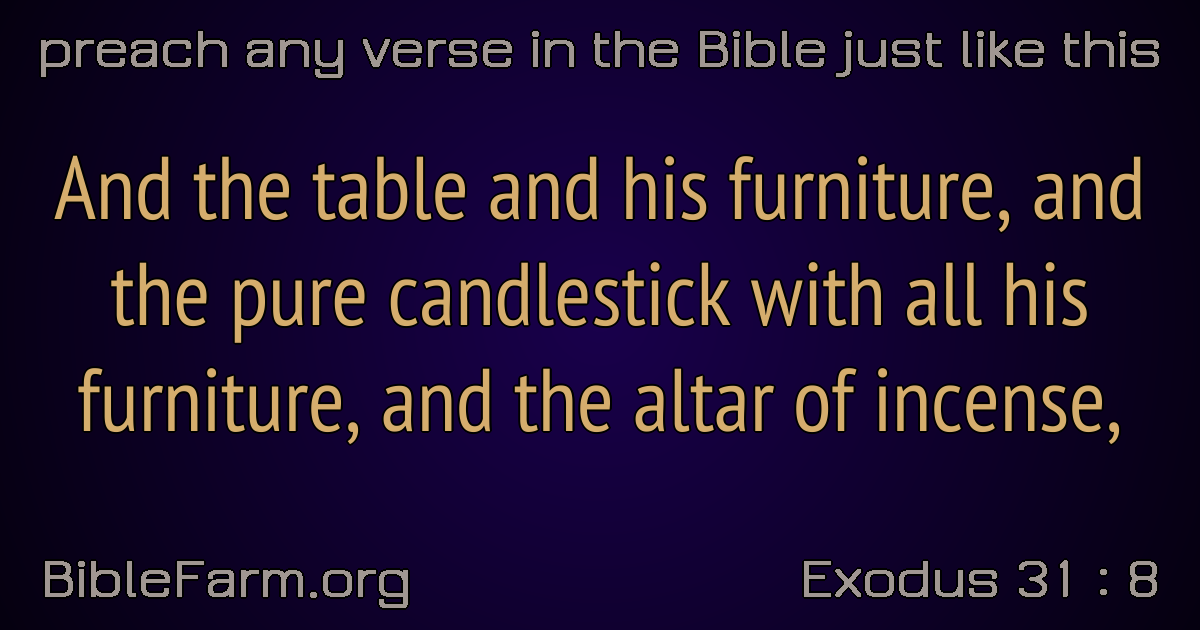 preach any verse in the Bible just like this
And the table and his furniture, and
the pure candlestick with all his
furniture, and the altar of incense,
BibleFarm.org
Exodus 31 : 8